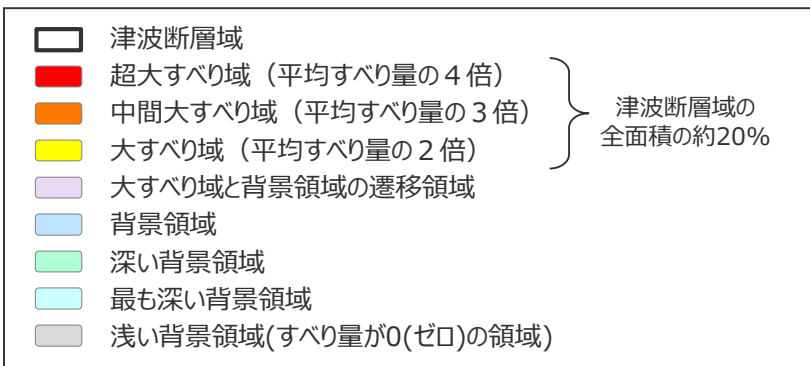 津波断層域
超大すべり域（平均すべり量の４倍）
中間大すべり域（平均すべり量の３倍）
大すべり域（平均すべり量の２倍）
津波断層域の
全面積の約20%
大すべり域と背景領域の遷移領域
背景領域
深い背景領域
最も深い背景領域
浅い背景領域(すべり量が0(ゼロ)の領域)